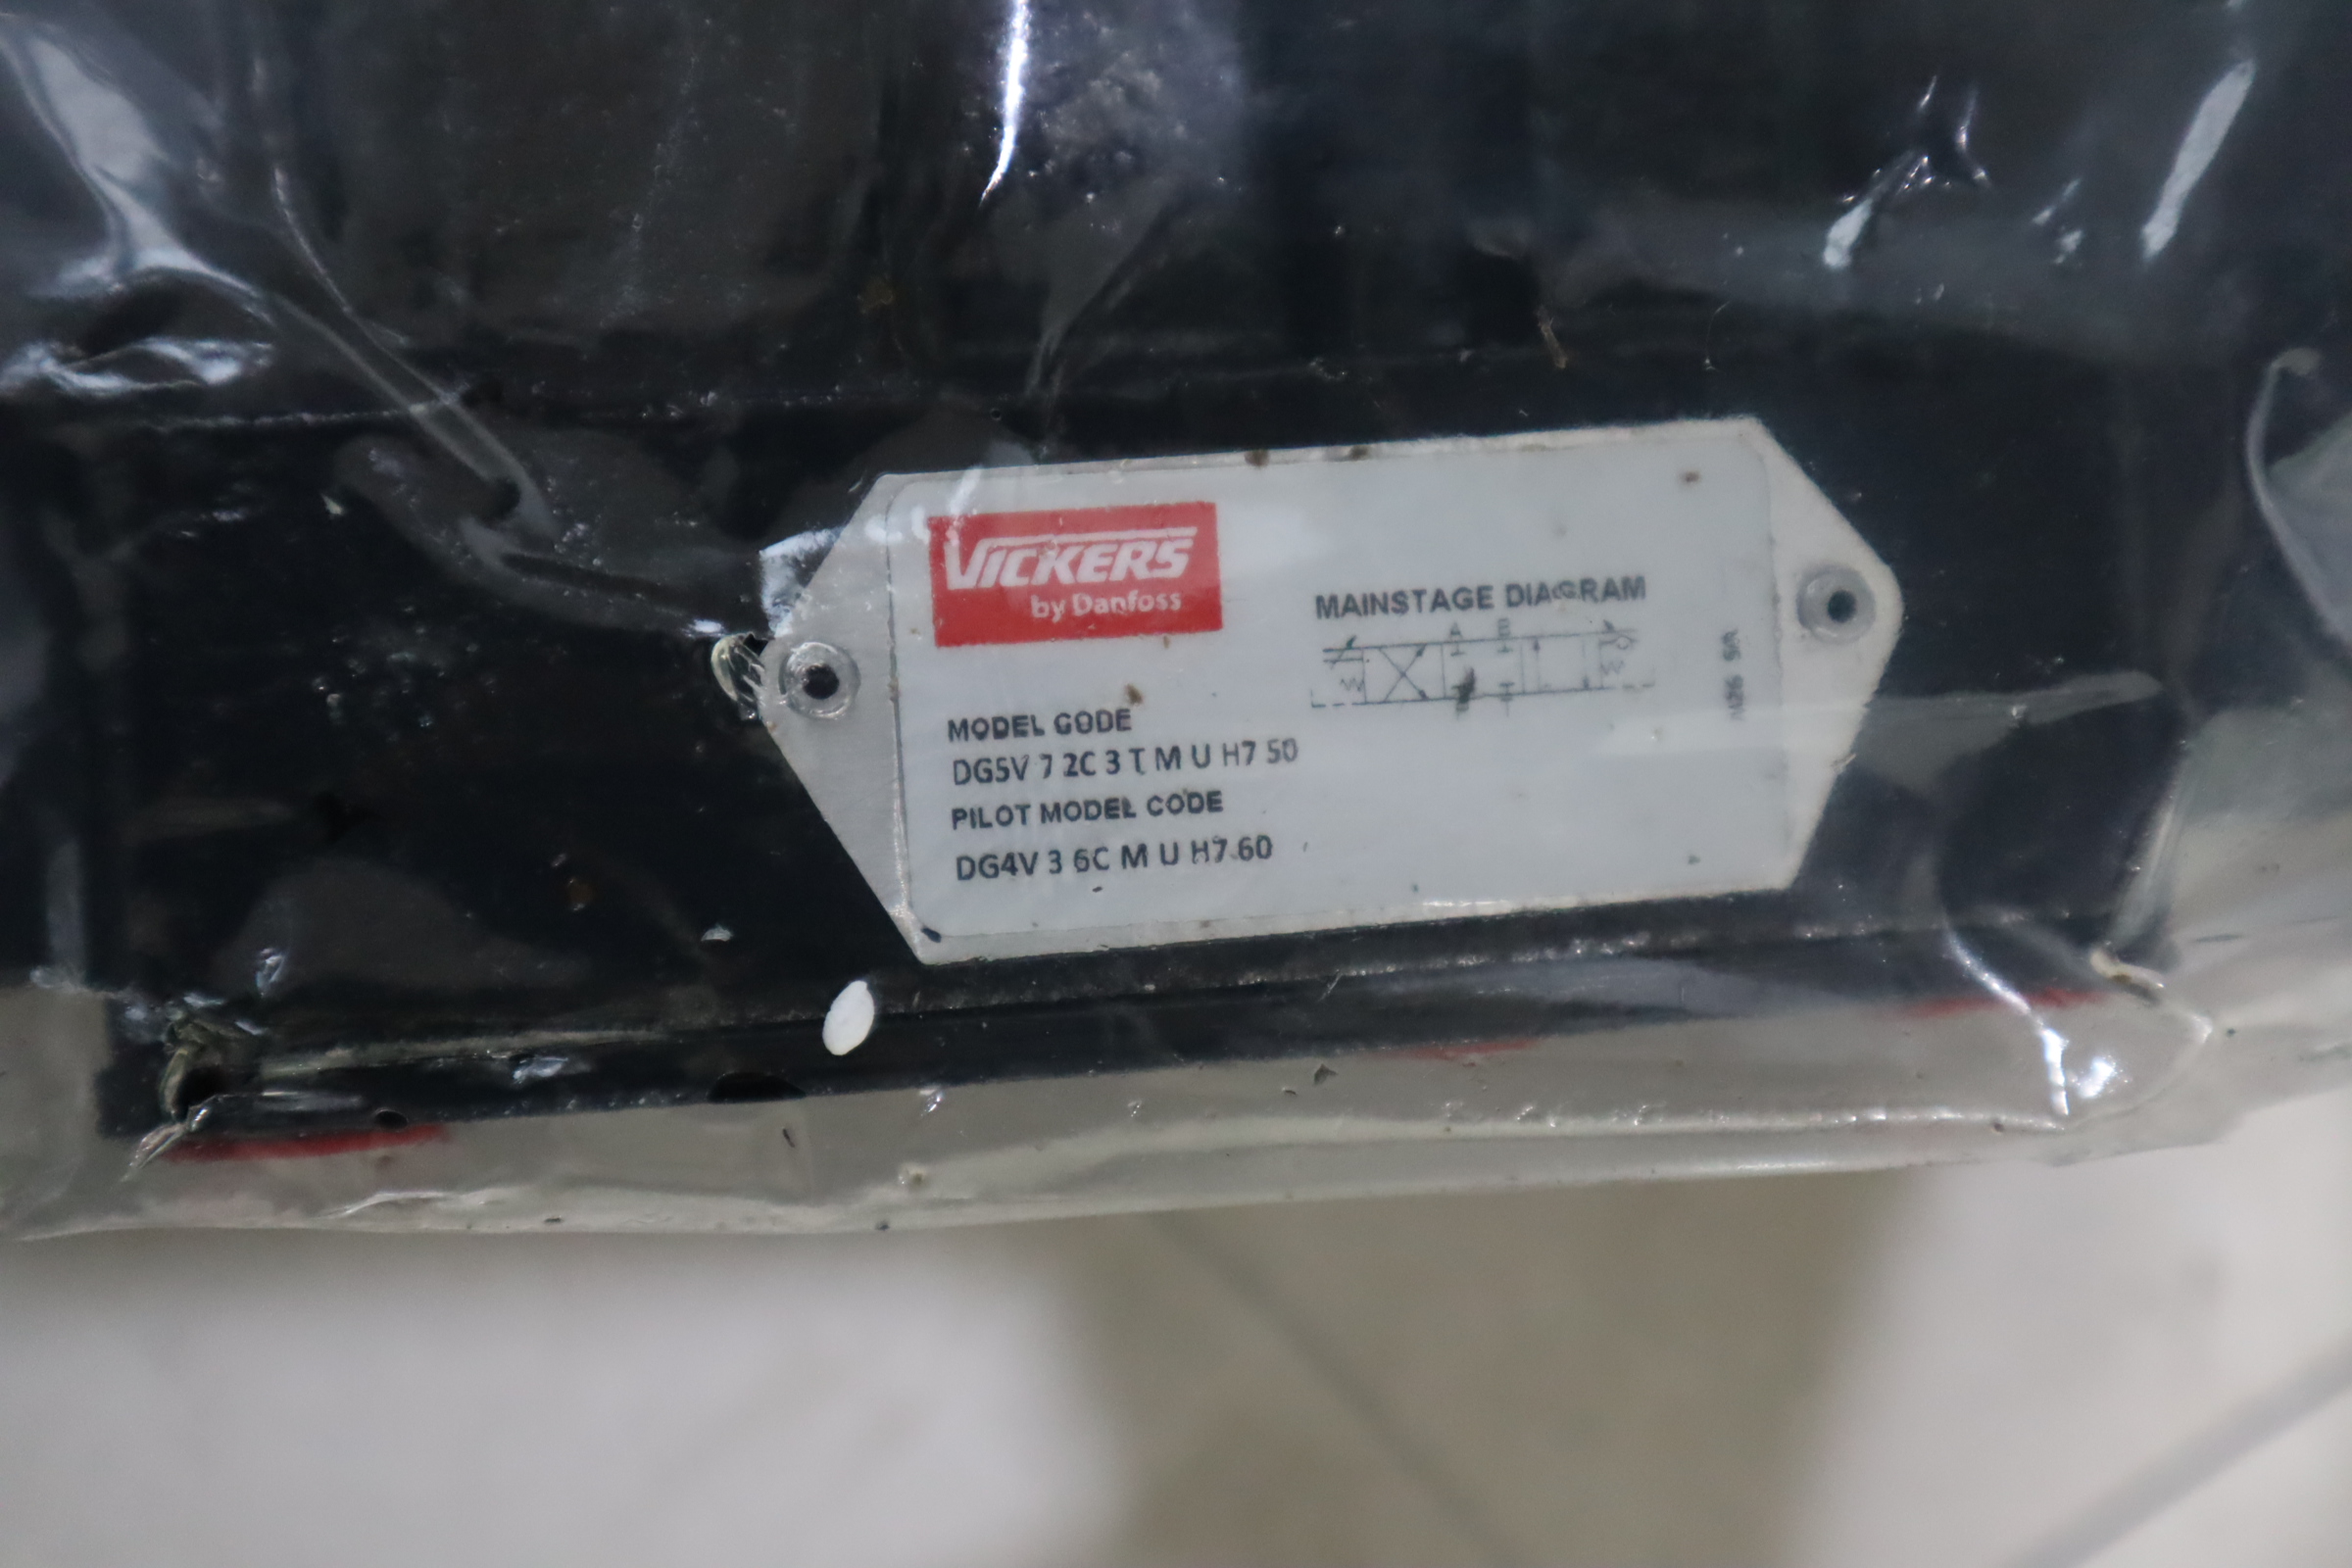 VICKERS
by Danfoss
MAINSTAGE DIAGRAM
A B
MODEL CODE
DG5V 7 2C 3 T M U H7 50
PILOT MODEL CODE
DG4V 3 6C M U H7 60